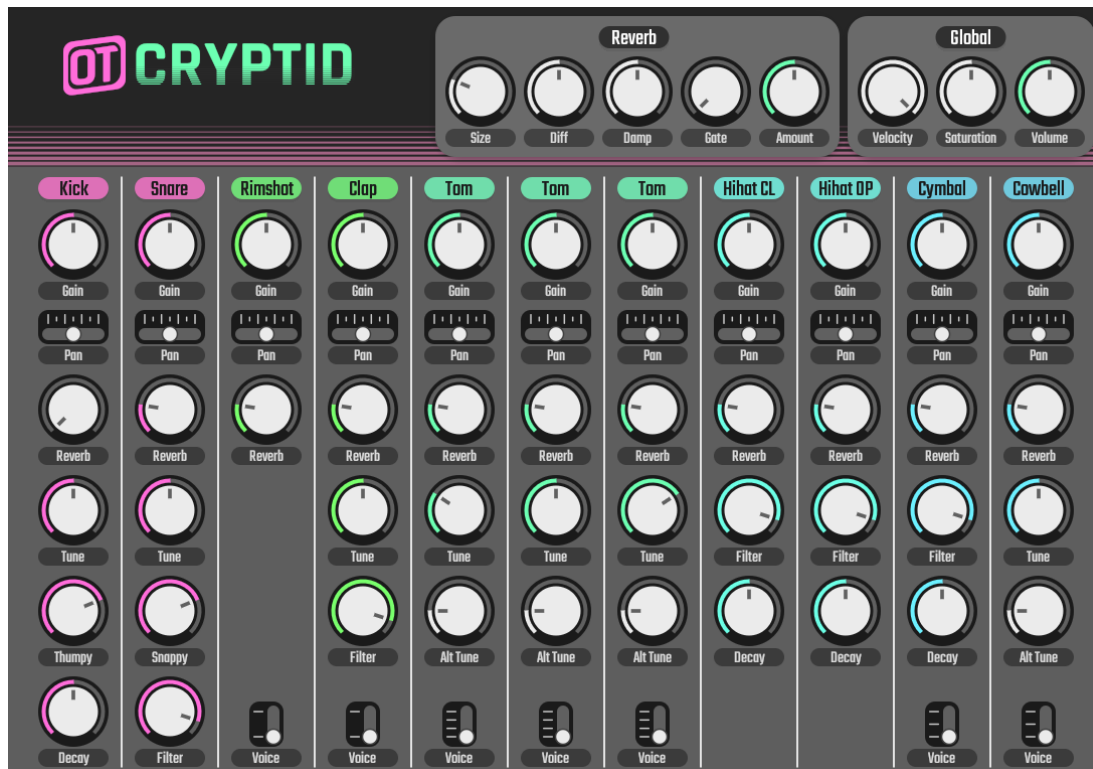 OT CRYPTID
Reverb Global
Size Diff Damp Gate Amount Velocity Saturation Volume
Kick Snare Rimshot Clap Tom Tom Tom Hihat CL Hihat OP Cymbal Cowbell
Gain Gain Gain Gain Gain Gain Gain Gain Gain Gain Gain
Pan Pan Pan Pan Pan Pan Pan Pan Pan Pan Pan
Reverb Reverb Reverb Reverb Reverb Reverb Reverb Reverb Reverb Reverb Reverb
Tune Tune Tune Tune Tune Tune Filter Filter Filter Tune
Thumpy Snappy Filter Alt Tune Alt Tune Alt Tune Decay Decay Decay Alt Tune
Decay Filter Voice Voice Voice Voice Voice Voice Voice